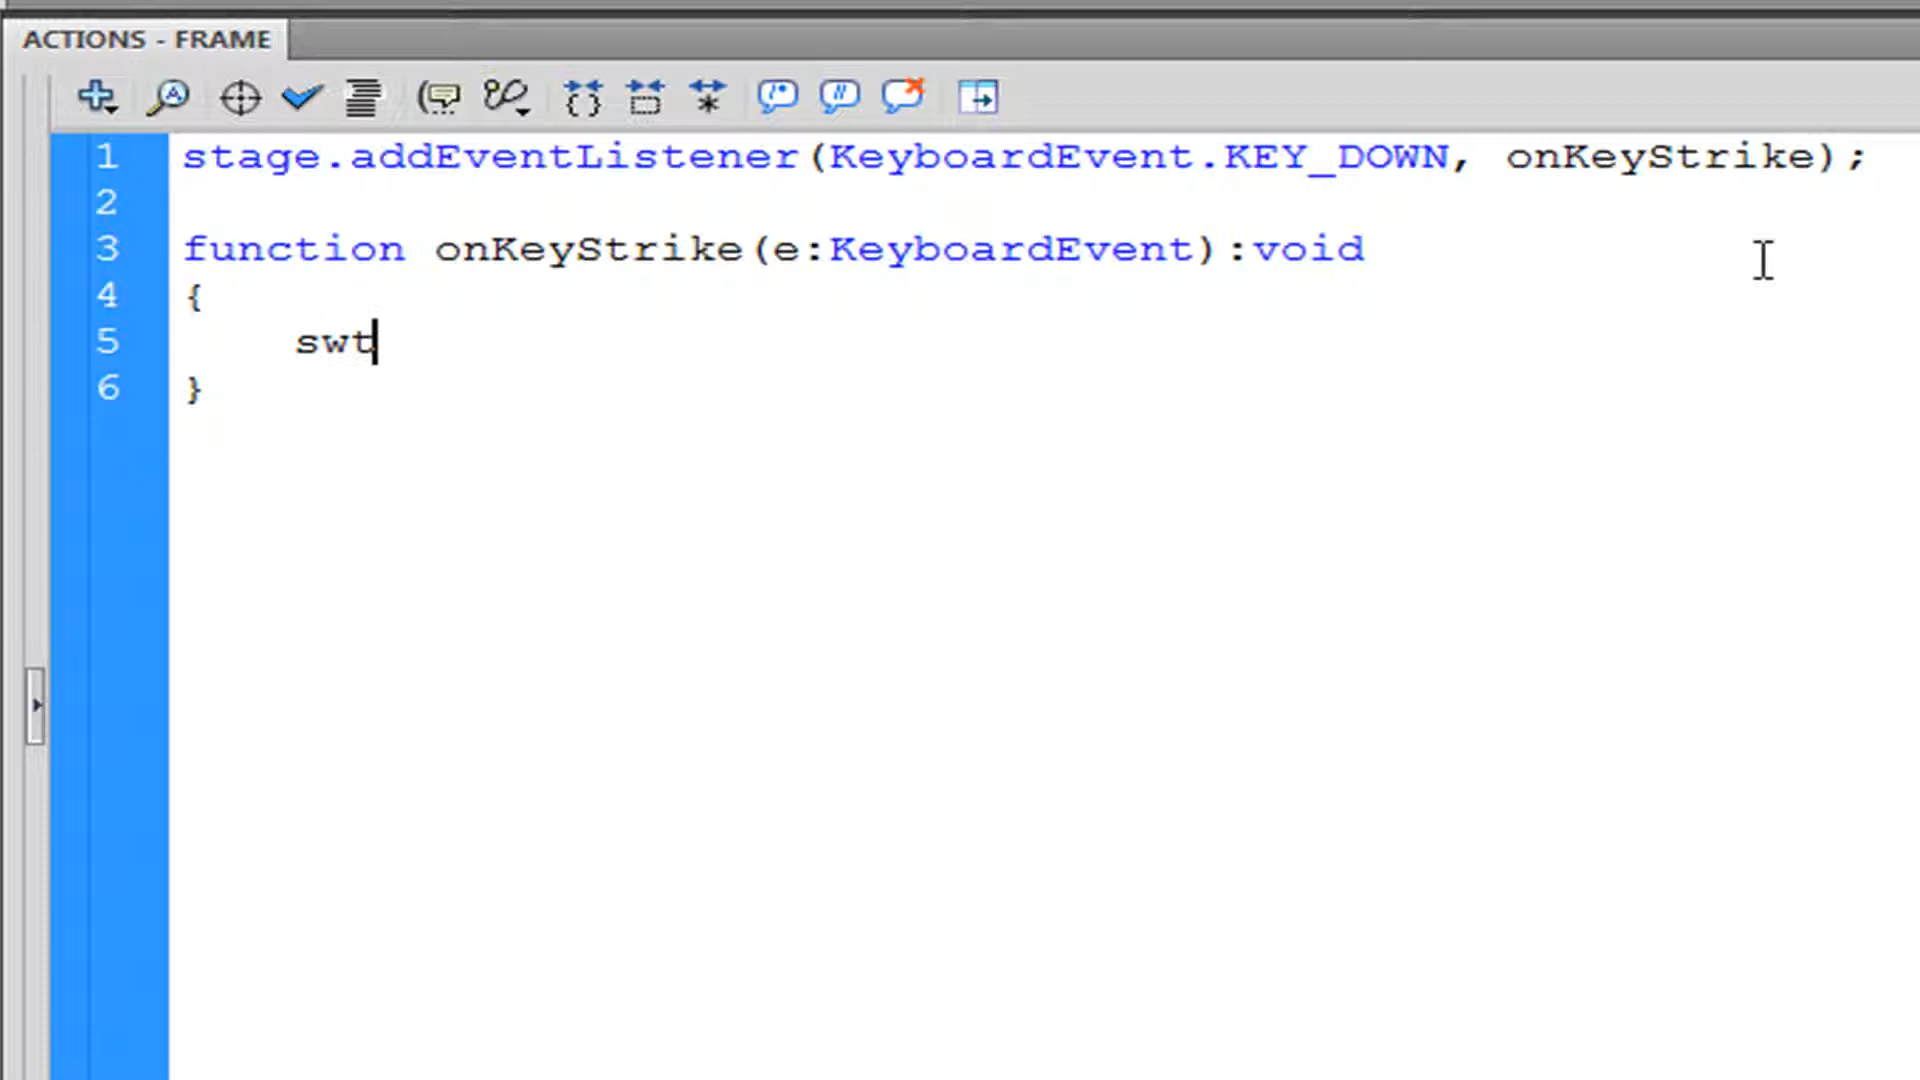 ACTIONS - FRAME
1 stage.addEventListener(KeyboardEvent.KEY_DOWN, onKeyStrike);
2
3 function onKeyStrike(e:KeyboardEvent):void
4 {
5 swt
6 }